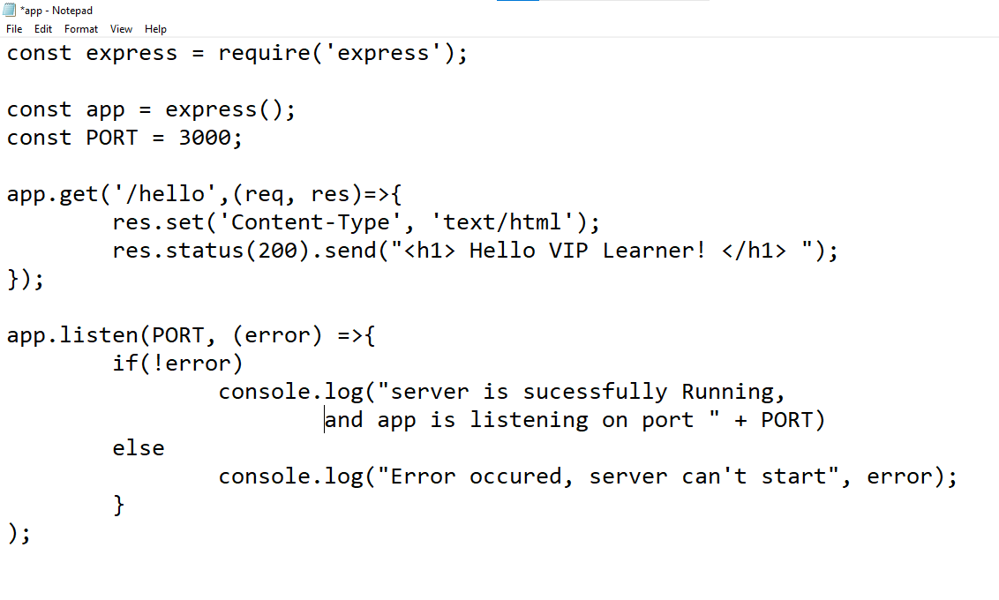 *app - Notepad
File Edit Format View Help
const express = require('express');
const app = express();
const PORT = 3000;
app.get('/hello',(req, res)=>{
res.set('Content-Type', 'text/html');
res.status(200).send("<h1> Hello VIP Learner! </h1> ");
});
app.listen(PORT, (error) =>{
if(!error)
console.log("server is sucessfully Running,
and app is listening on port " + PORT)
else
console.log("Error occured, server can't start", error);
}
);